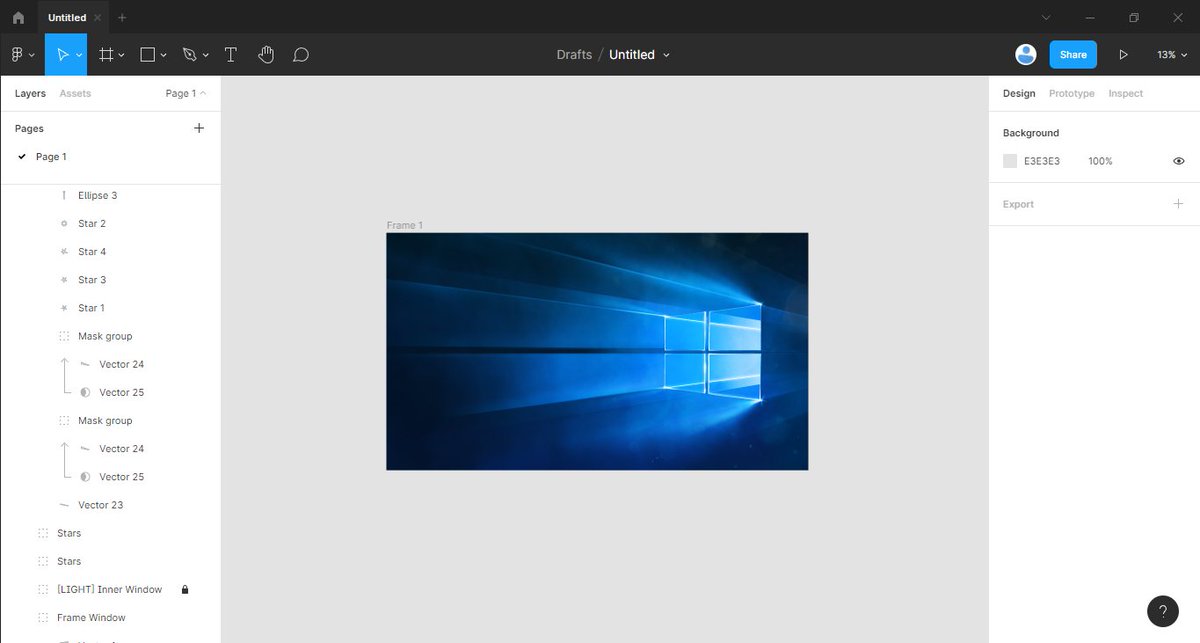 Untitled
Drafts / Untitled
Share
13%
Layers
Assets
Page 1
Pages
Page 1
Ellipse 3
Star 2
Star 4
Star 3
Star 1
Mask group
Vector 24
Vector 25
Mask group
Vector 24
Vector 25
Vector 23
Stars
Stars
[LIGHT] Inner Window
Frame Window
Frame 1
Design
Prototype
Inspect
Background
E3E3E3
100%
Export
?